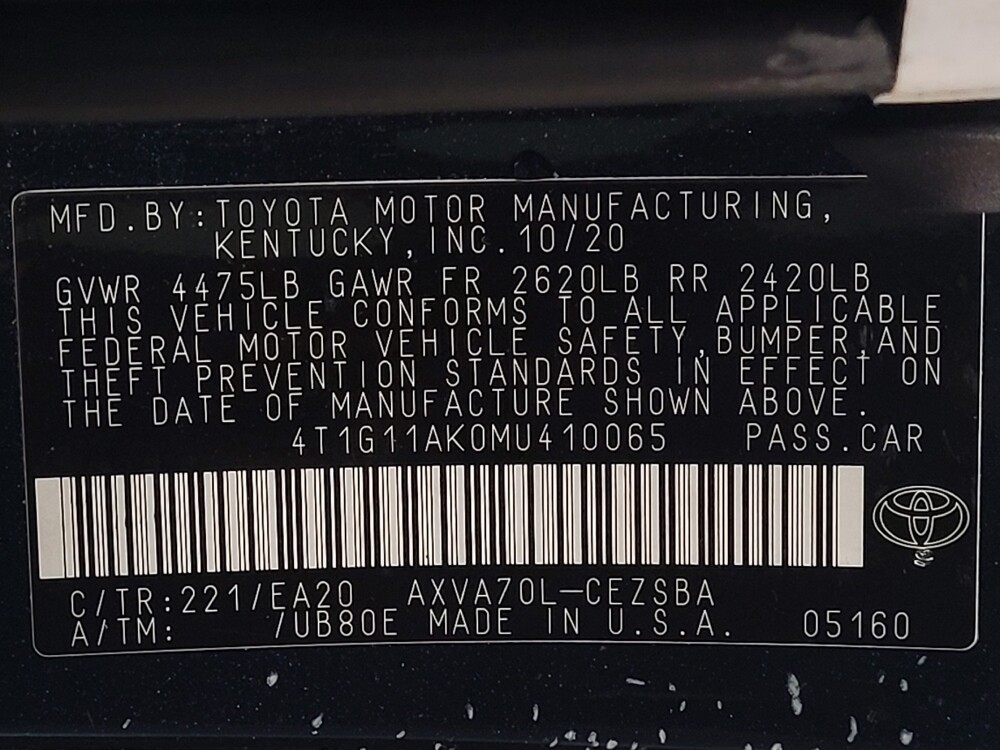 MFD.BY:TOYOTA MOTOR MANUFACTURING,
KENTUCKY,INC.10/20
GVWR 4475LB GAWR FR 2620LB RR 2420LB
THIS VEHICLE CONFORMS TO ALL APPLICABLE
FEDERAL MOTOR VEHICLE SAFETY,BUMPER,AND
THEFT PREVENTION STANDARDS IN EFFECT ON
THE DATE OF MANUFACTURE SHOWN ABOVE.
4T1G11AK0MU410065 PASS.CAR
C/TR:221/EA20 AXVA70L-CEZSBA
A/TM: /UB80E MADE IN U.S.A. 05160